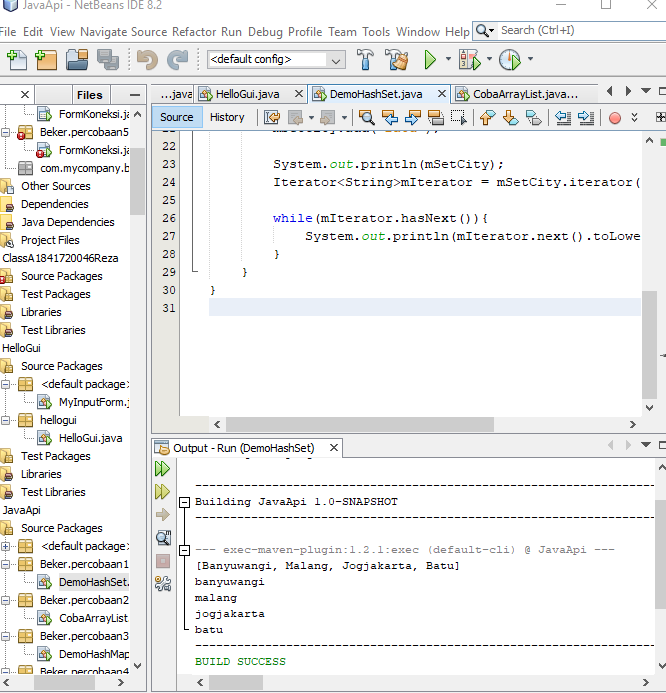 JavaApi - NetBeans IDE 8.2
File Edit View Navigate Source Refactor Run Debug Profile Team Tools Window Help
Search (Ctrl+I)
<default config>
Files
...java
HelloGui.java
DemoHashSet.java
CobaArrayList.java...
Source History
FormKoneksi.ja
Beker.percobaan5
FormKoneksi.ja
com.mycompany.b
Other Sources
Dependencies
Java Dependencies
Project Files
ClassA1841720046Reza
Source Packages
Test Packages
Libraries
Test Libraries
HelloGui
Source Packages
<default package>
MyInputForm.j
hellogui
HelloGui.java
Test Packages
Libraries
Test Libraries
JavaApi
Source Packages
<default package>
Beker.percobaan1
DemoHashSet.
Beker.percobaan2
CobaArrayList.
Beker.percobaan3
DemoHashMap
Beker.percobaan4
22
23 System.out.println(mSetCity);
24 Iterator<String>mIterator = mSetCity.iterator(
25
26 while(mIterator.hasNext()){
27 System.out.println(mIterator.next().toLowe
28 }
29 }
30 }
31
Output - Run (DemoHashSet)
------------------------------------------------------------------------
Building JavaApi 1.0-SNAPSHOT
------------------------------------------------------------------------
--- exec-maven-plugin:1.2.1:exec (default-cli) @ JavaApi ---
[Banyuwangi, Malang, Jogjakarta, Batu]
banyuwangi
malang
jogjakarta
batu
------------------------------------------------------------------------
BUILD SUCCESS